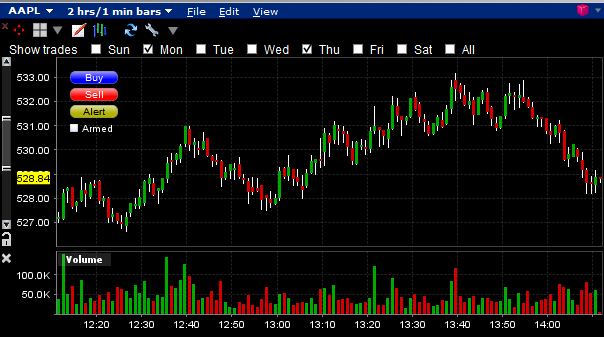 AAPL 2 hrs/1 min bars File Edit View
Show trades Sun Mon Tue Wed Thu Fri Sat All
533.00
Buy
532.00
Sell
Alert
531.00
Armed
530.00
528.84
528.00
527.00
Volume
100.0K
50.0K
12:20 12:30 12:40 12:50 13:00 13:10 13:20 13:30 13:40 13:50 14:00